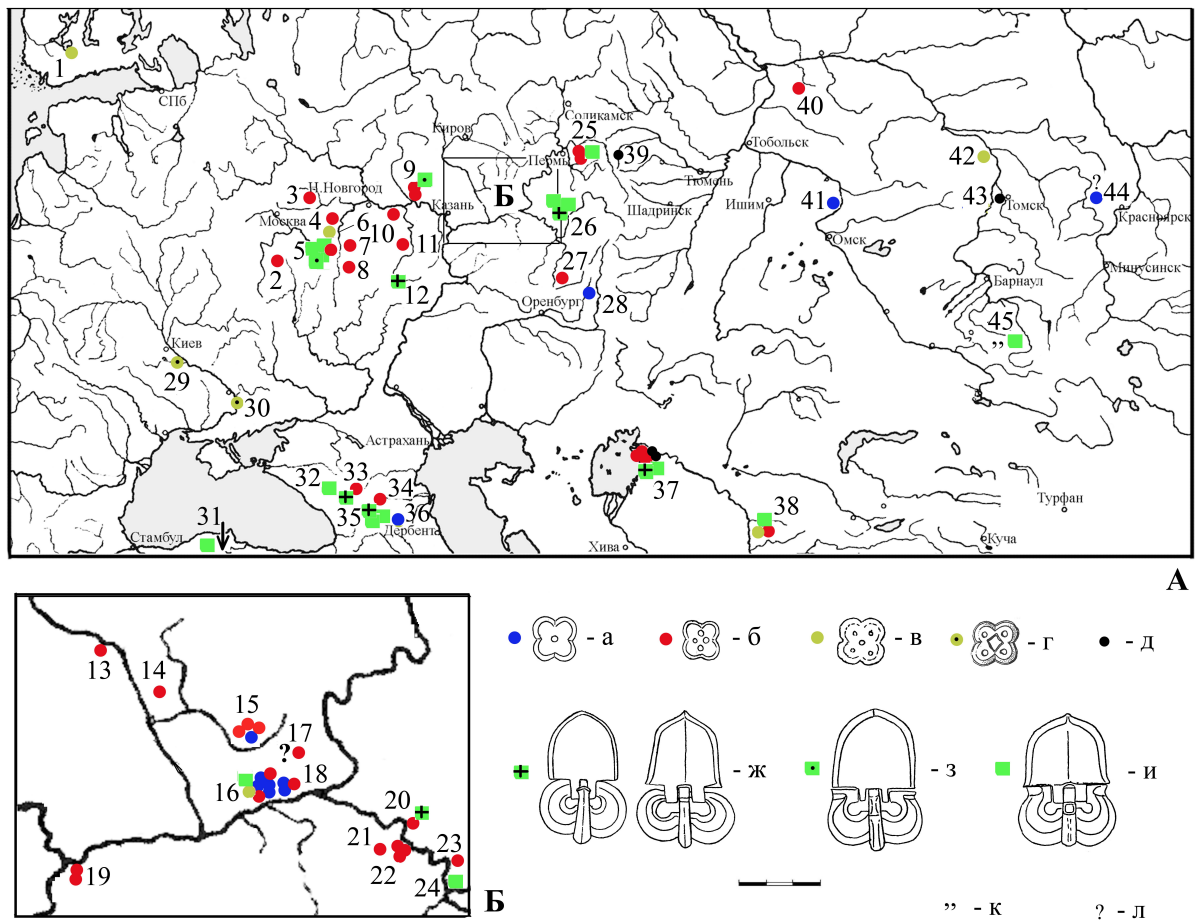 1
СПб
Киров
Соликамск
25
Пермь
39
40
Тобольск
42
9
Н.Новгород
3
Москва
4
6
10
Казань
Б
Тюмень
Шадринск
Ишим
41
43
Томск
?
44
Красноярск
5
7
11
26
2
8
12
27
Оренбург
28
Омск
Минусинск
Барнаул
45
,,
Киев
29
30
Астрахань
32
33
34
35
36
Дербент
37
38
Турфан
31
Стамбул
Хива
Куча
А
13
14
15
17
?
18
16
20
21
22
23
24
19
Б
- а
- б
- в
- г
- д
- ж
- з
- и
,, - к
? - л